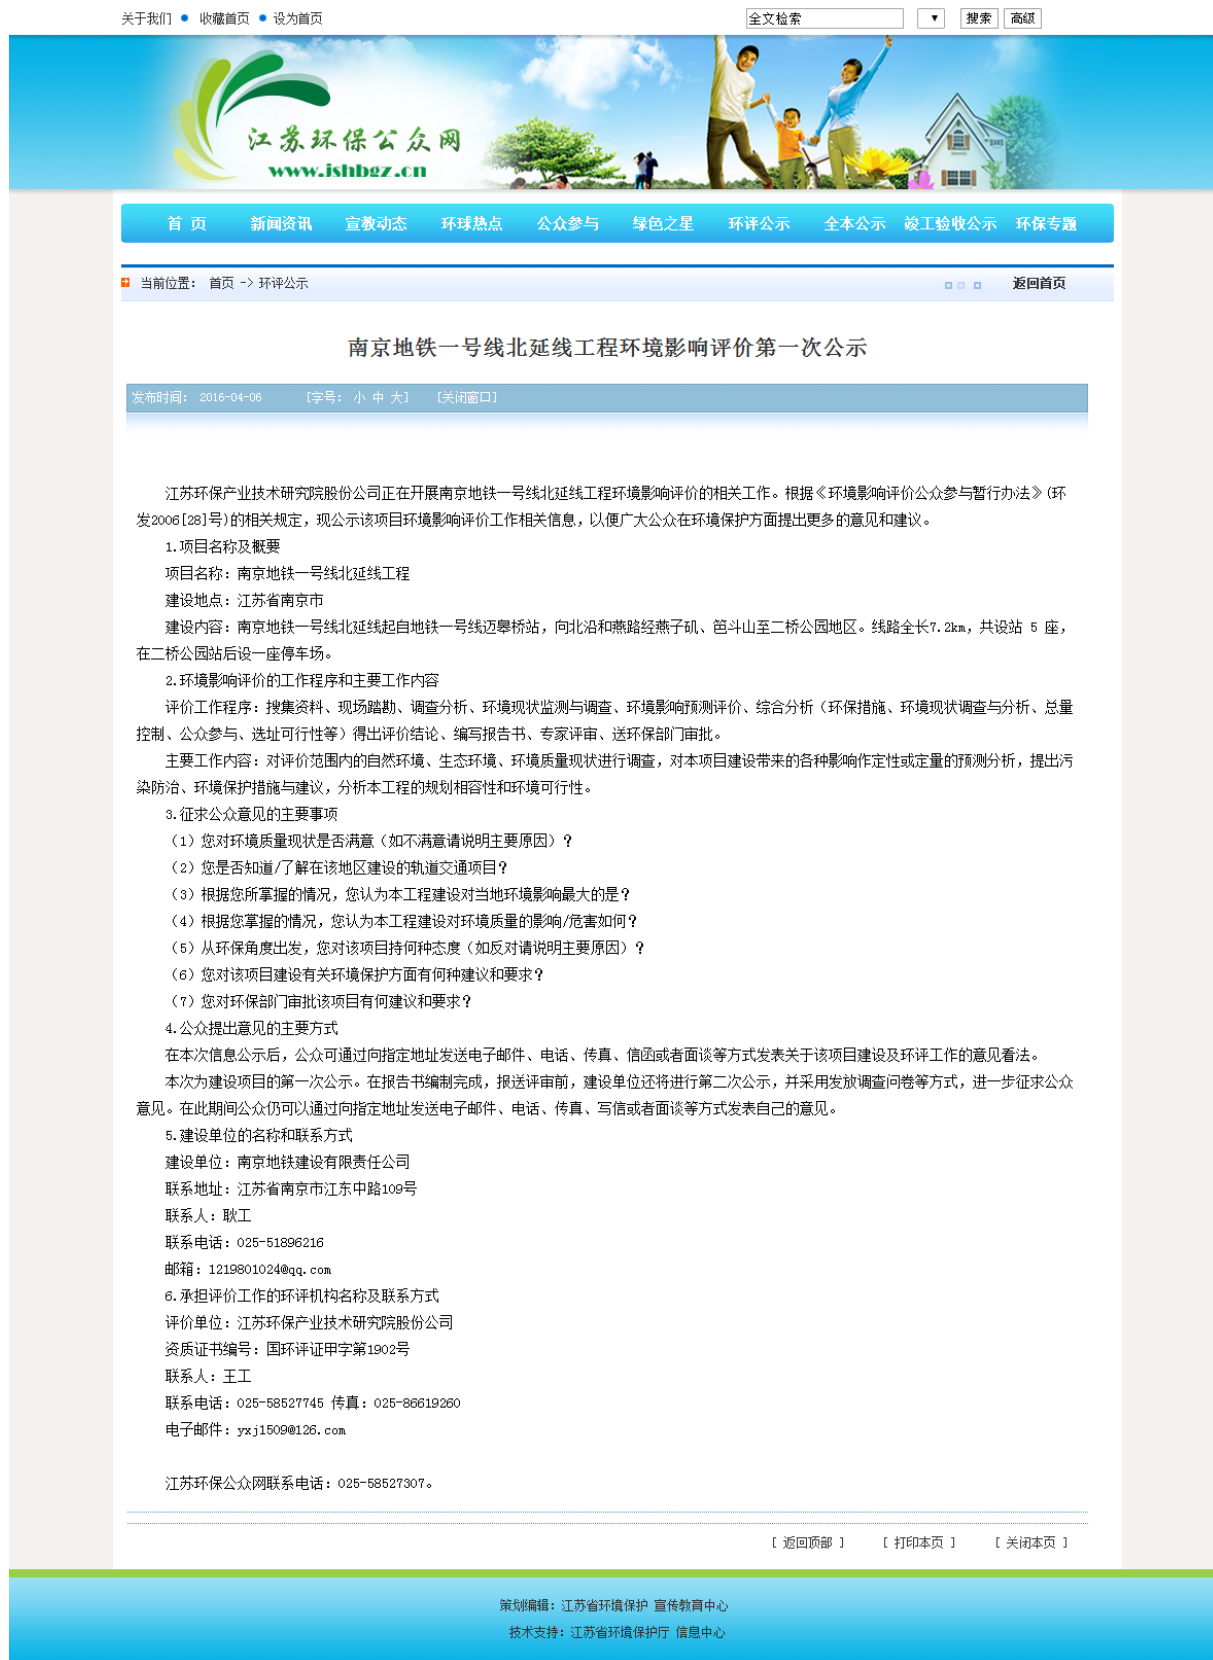 关于我们 收藏首页 设为首页 全文检索 搜索 高级
江苏环保公众网
www.jshbgz.cn
首 页 新闻资讯 宣教动态 环球热点 公众参与 绿色之星 环评公示 全本公示 竣工验收公示 环保专题
当前位置： 首页 -> 环评公示 返回首页
南京地铁一号线北延线工程环境影响评价第一次公示
发布时间： 2016-04-06 [字号： 小 中 大] [关闭窗口]
江苏环保产业技术研究院股份公司正在开展南京地铁一号线北延线工程环境影响评价的相关工作。根据《环境影响评价公众参与暂行办法》(环
发2006[28]号)的相关规定，现公示该项目环境影响评价工作相关信息，以便广大公众在环境保护方面提出更多的意见和建议。
1.项目名称及概要
项目名称：南京地铁一号线北延线工程
建设地点：江苏省南京市
建设内容：南京地铁一号线北延线起自地铁一号线迈皋桥站，向北沿和燕路经燕子矶、笆斗山至二桥公园地区。线路全长7.2km，共设站 5 座，
在二桥公园站后设一座停车场。
2.环境影响评价的工作程序和主要工作内容
评价工作程序：搜集资料、现场踏勘、调查分析、环境现状监测与调查、环境影响预测评价、综合分析（环保措施、环境现状调查与分析、总量
控制、公众参与、选址可行性等）得出评价结论、编写报告书、专家评审、送环保部门审批。
主要工作内容：对评价范围内的自然环境、生态环境、环境质量现状进行调查，对本项目建设带来的各种影响作定性或定量的预测分析，提出污
染防治、环境保护措施与建议，分析本工程的规划相容性和环境可行性。
3.征求公众意见的主要事项
（1）您对环境质量现状是否满意（如不满意请说明主要原因）？
（2）您是否知道/了解在该地区建设的轨道交通项目？
（3）根据您所掌握的情况，您认为本工程建设对当地环境影响最大的是？
（4）根据您掌握的情况，您认为本工程建设对环境质量的影响/危害如何？
（5）从环保角度出发，您对该项目持何种态度（如反对请说明主要原因）？
（6）您对该项目建设有关环境保护方面有何种建议和要求？
（7）您对环保部门审批该项目有何建议和要求？
4.公众提出意见的主要方式
在本次信息公示后，公众可通过向指定地址发送电子邮件、电话、传真、信函或者面谈等方式发表关于该项目建设及环评工作的意见看法。
本次为建设项目的第一次公示。在报告书编制完成，报送评审前，建设单位还将进行第二次公示，并采用发放调查问卷等方式，进一步征求公众
意见。在此期间公众仍可以通过向指定地址发送电子邮件、电话、传真、写信或者面谈等方式发表自己的意见。
5.建设单位的名称和联系方式
建设单位：南京地铁建设有限责任公司
联系地址：江苏省南京市江东中路109号
联系人：耿工
联系电话：025-51896216
邮箱：1219801024@qq.com
6.承担评价工作的环评机构名称及联系方式
评价单位：江苏环保产业技术研究院股份公司
资质证书编号：国环评证甲字第1902号
联系人：王工
联系电话：025-58527745 传真：025-86619260
电子邮件：yxj1509@126.com
江苏环保公众网联系电话：025-58527307。
[ 返回顶部 ] [ 打印本页 ] [ 关闭本页 ]
策划编辑：江苏省环境保护 宣传教育中心
技术支持：江苏省环境保护厅 信息中心